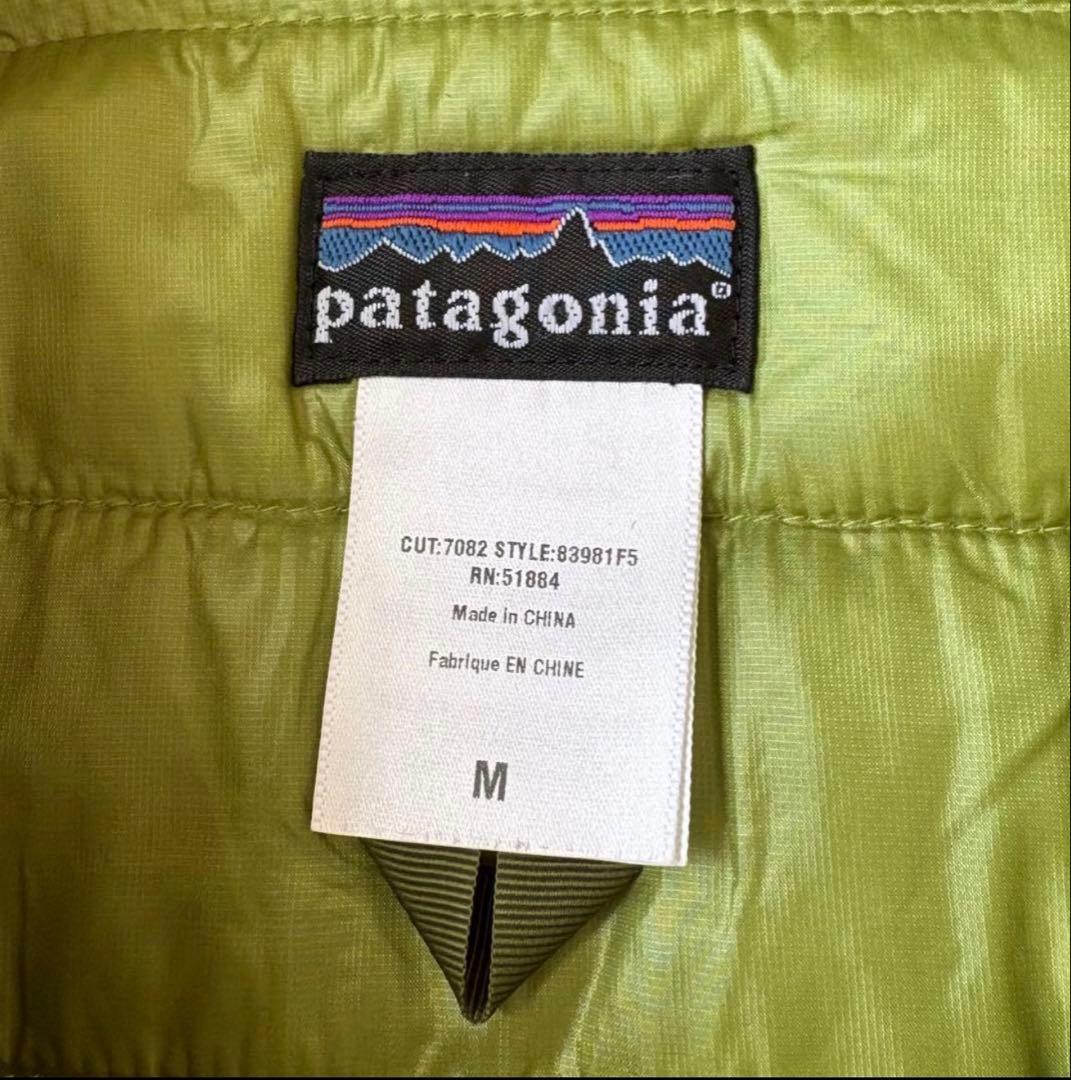 patagonia®
CUT:7082 STYLE:83981F5
RN:51884
Made in CHINA
Fabrique EN CHINE
M